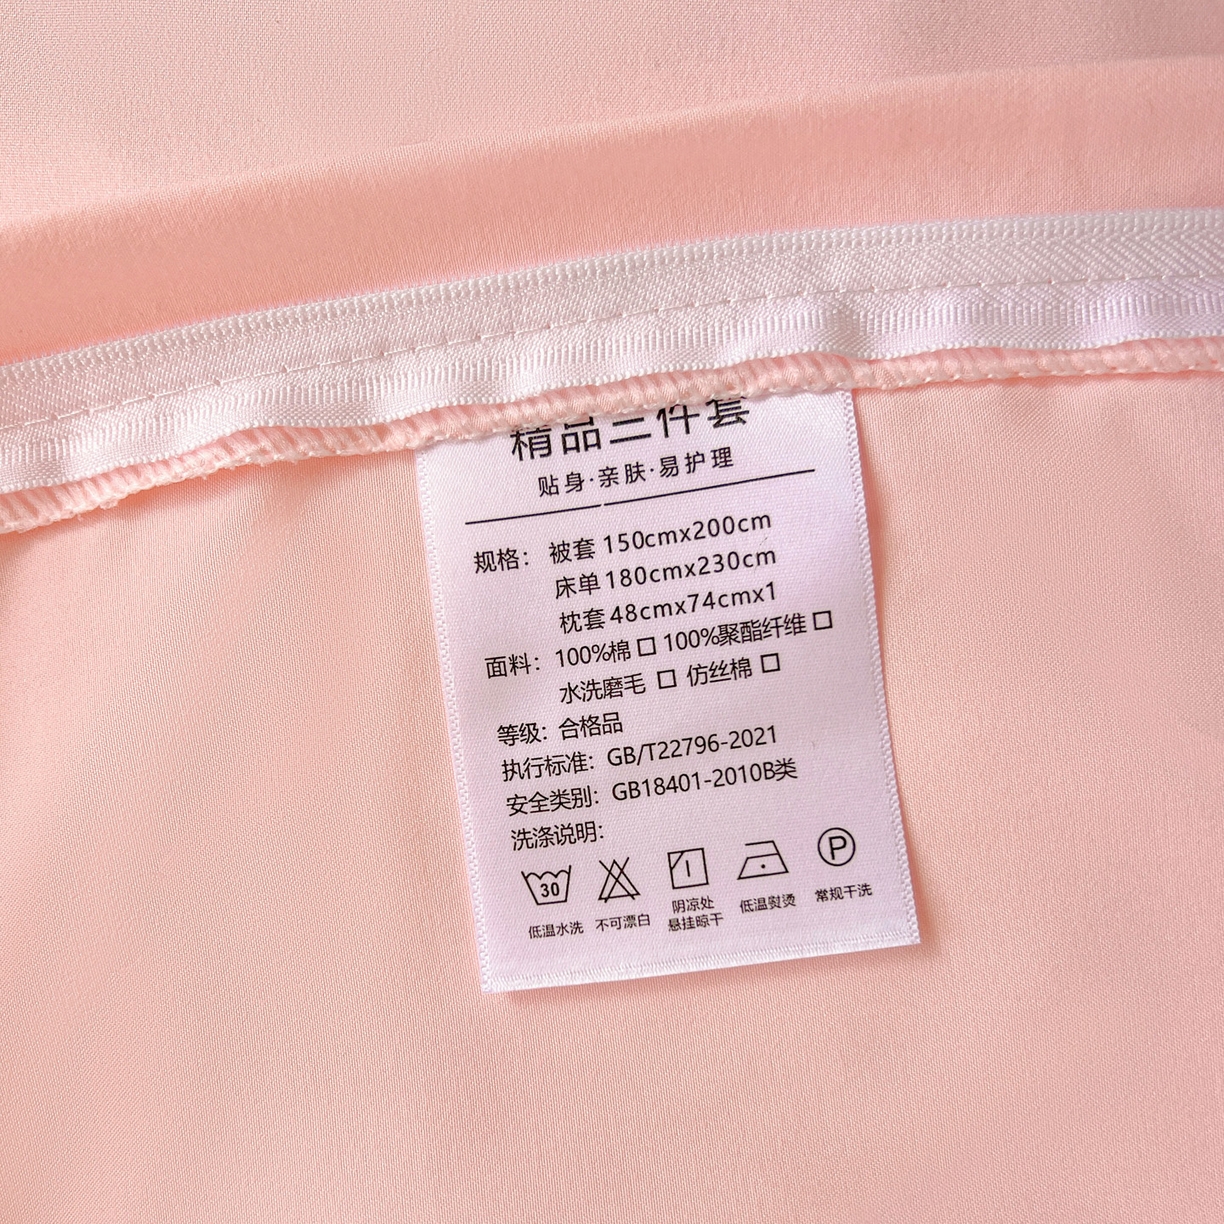 精品三件套
贴身·亲肤·易护理
规格： 被套 150cmx200cm
床单 180cmx230cm
枕套 48cmx74cmx1
面料： 100%棉 □ 100%聚酯纤维 □
水洗磨毛 □ 仿丝棉 □
等级：合格品
执行标准：GB/T22796-2021
安全类别：GB18401-2010B类
洗涤说明：
30 P
低温水洗 不可漂白 阴凉处 低温熨烫 常规干洗
悬挂晾干